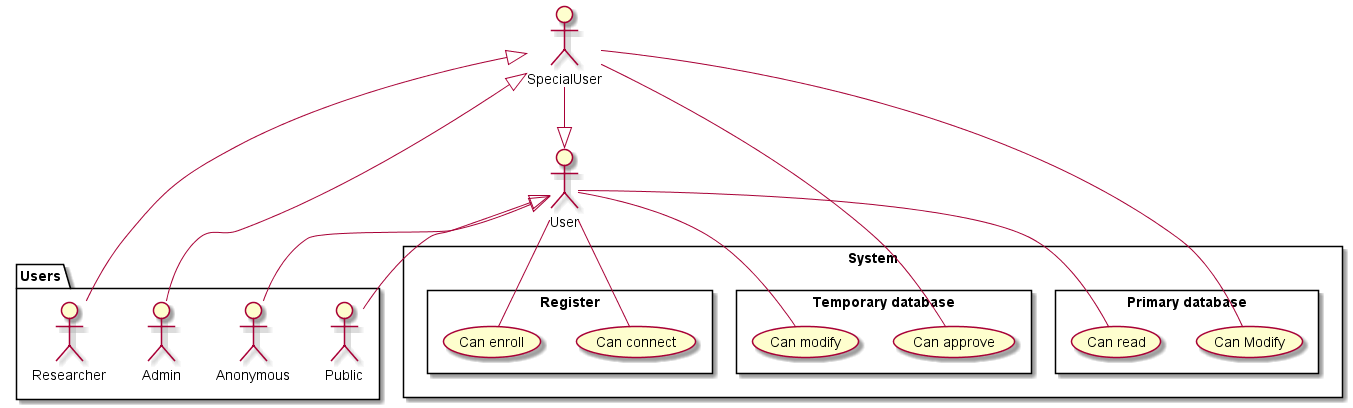 SpecialUser
User
Users
Researcher
Admin
Anonymous
Public
System
Register
Can enroll
Can connect
Temporary database
Can modify
Can approve
Primary database
Can read
Can Modify